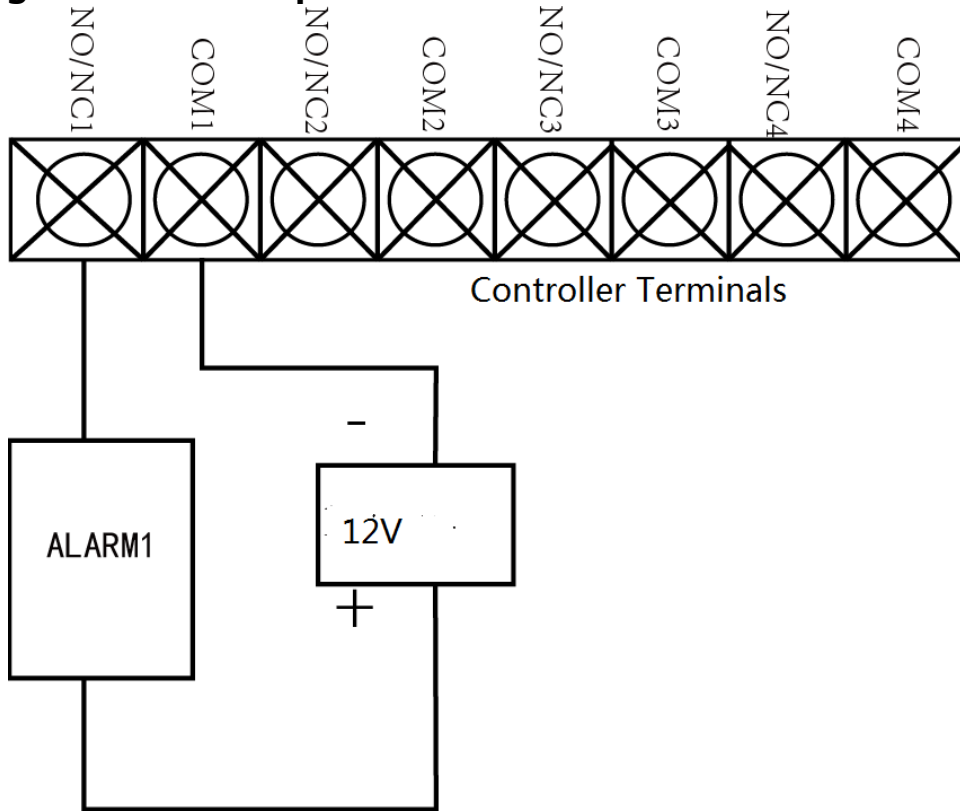 NO/NC1
COM1
NO/NC2
COM2
NO/NC3
COM3
NO/NC4
COM4
Controller Terminals
-
12V
ALARM1
+